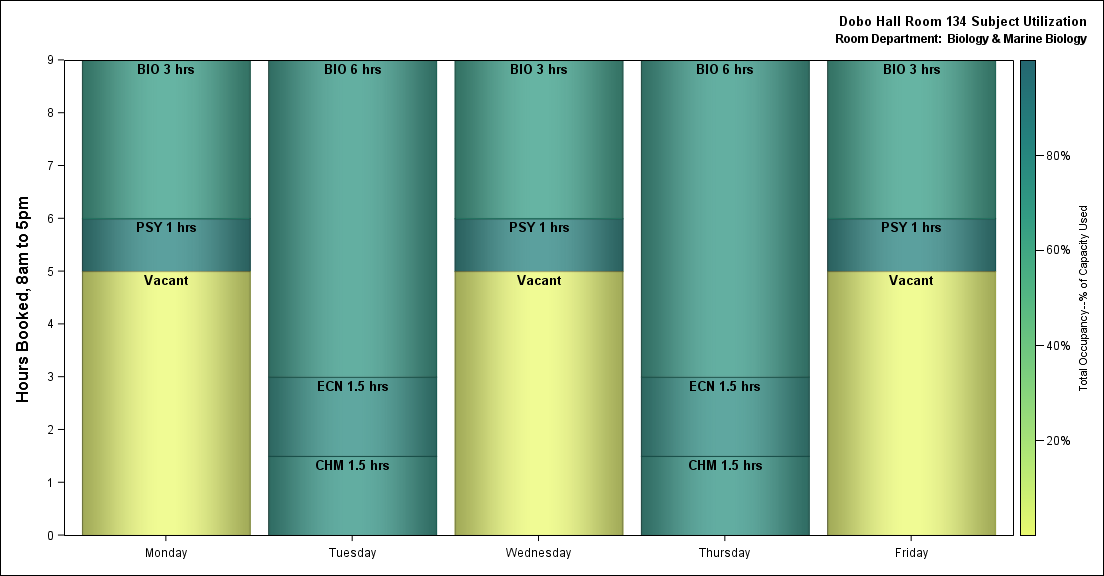 Dobo Hall Room 134 Subject Utilization
Room Department: Biology & Marine Biology
Hours Booked, 8am to 5pm
9
8
7
6
5
4
3
2
1
0
BIO 3 hrs
PSY 1 hrs
Vacant
BIO 6 hrs
ECN 1.5 hrs
CHM 1.5 hrs
BIO 3 hrs
PSY 1 hrs
Vacant
BIO 6 hrs
ECN 1.5 hrs
CHM 1.5 hrs
BIO 3 hrs
PSY 1 hrs
Vacant
Monday
Tuesday
Wednesday
Thursday
Friday
80%
60%
40%
20%
Total Occupancy--% of Capacity Used